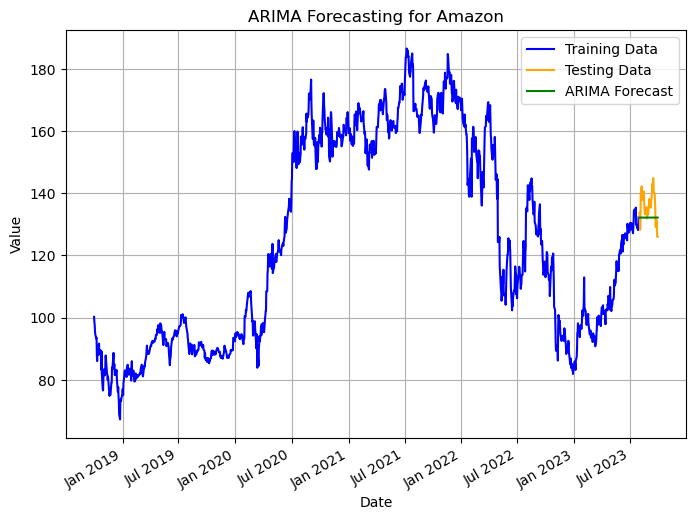 ARIMA Forecasting for Amazon
Training Data
Testing Data
ARIMA Forecast
Value
180
160
140
120
100
80
Jan 2019
Jul 2019
Jan 2020
Jul 2020
Jan 2021
Jul 2021
Jan 2022
Jul 2022
Jan 2023
Jul 2023
Date